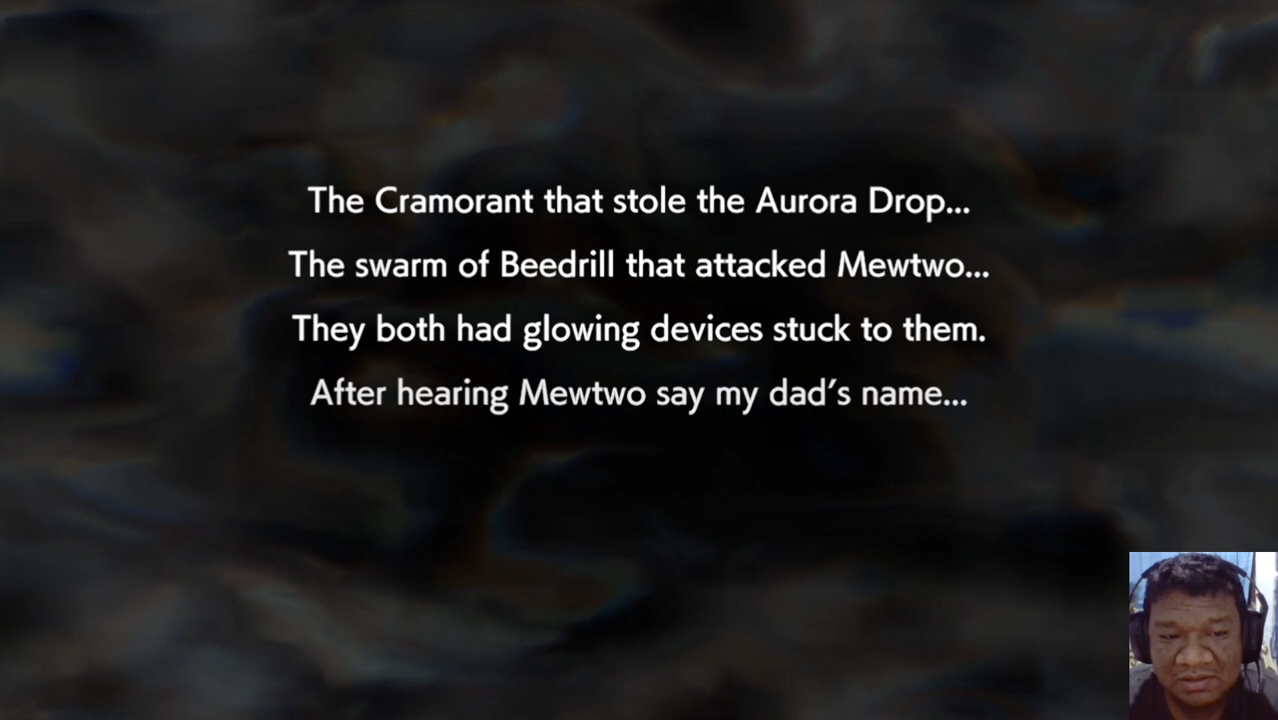 The Cramorant that stole the Aurora Drop...
The swarm of Beedrill that attacked Mewtwo...
They both had glowing devices stuck to them.
After hearing Mewtwo say my dad's name...